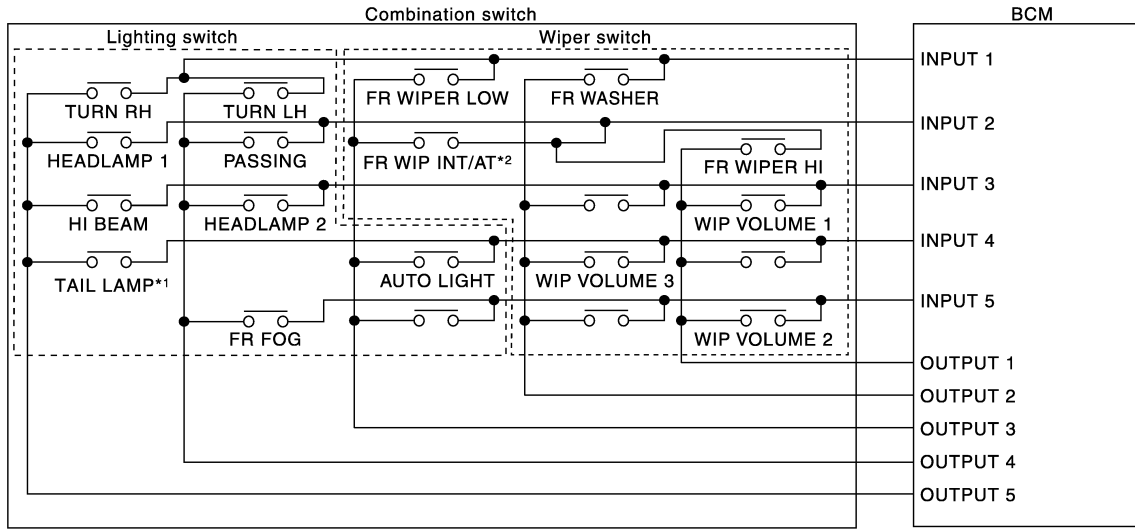 Combination switch
BCM
Lighting switch
Wiper switch
INPUT 1
TURN RH
TURN LH
FR WIPER LOW
FR WASHER
INPUT 2
HEADLAMP 1
PASSING
FR WIP INT/AT*2
FR WIPER HI
INPUT 3
HI BEAM
HEADLAMP 2
WIP VOLUME 1
INPUT 4
TAIL LAMP*1
AUTO LIGHT
WIP VOLUME 3
INPUT 5
FR FOG
WIP VOLUME 2
OUTPUT 1
OUTPUT 2
OUTPUT 3
OUTPUT 4
OUTPUT 5